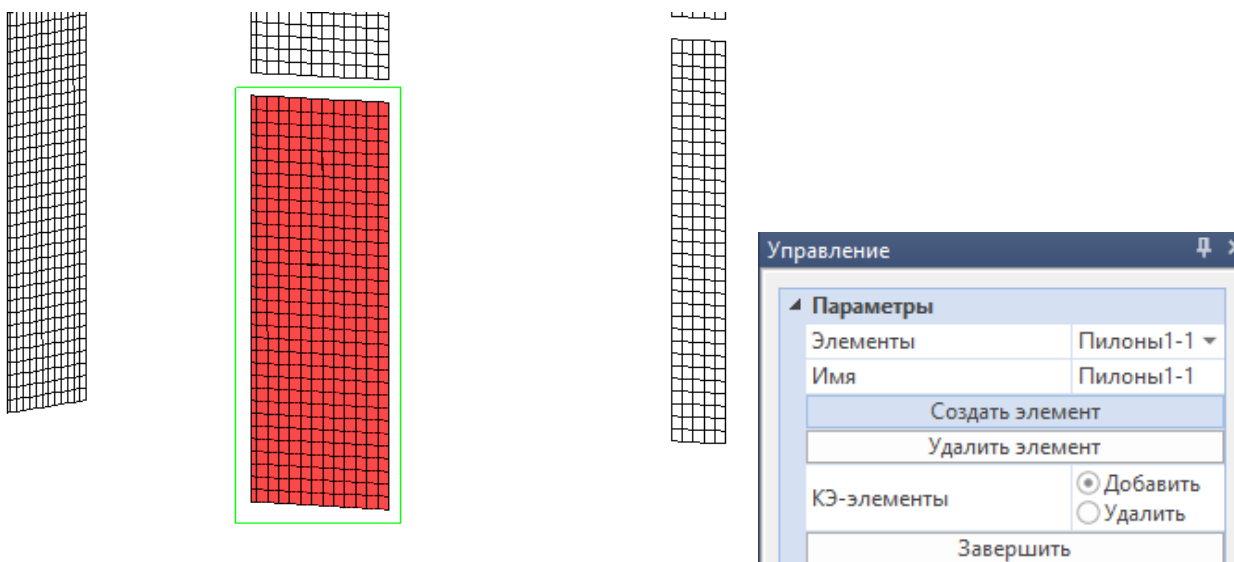 Управление
Параметры
Элементы Пилоны1-1
Имя Пилоны1-1
Создать элемент
Удалить элемент
КЭ-элементы Добавить
Удалить
Завершить